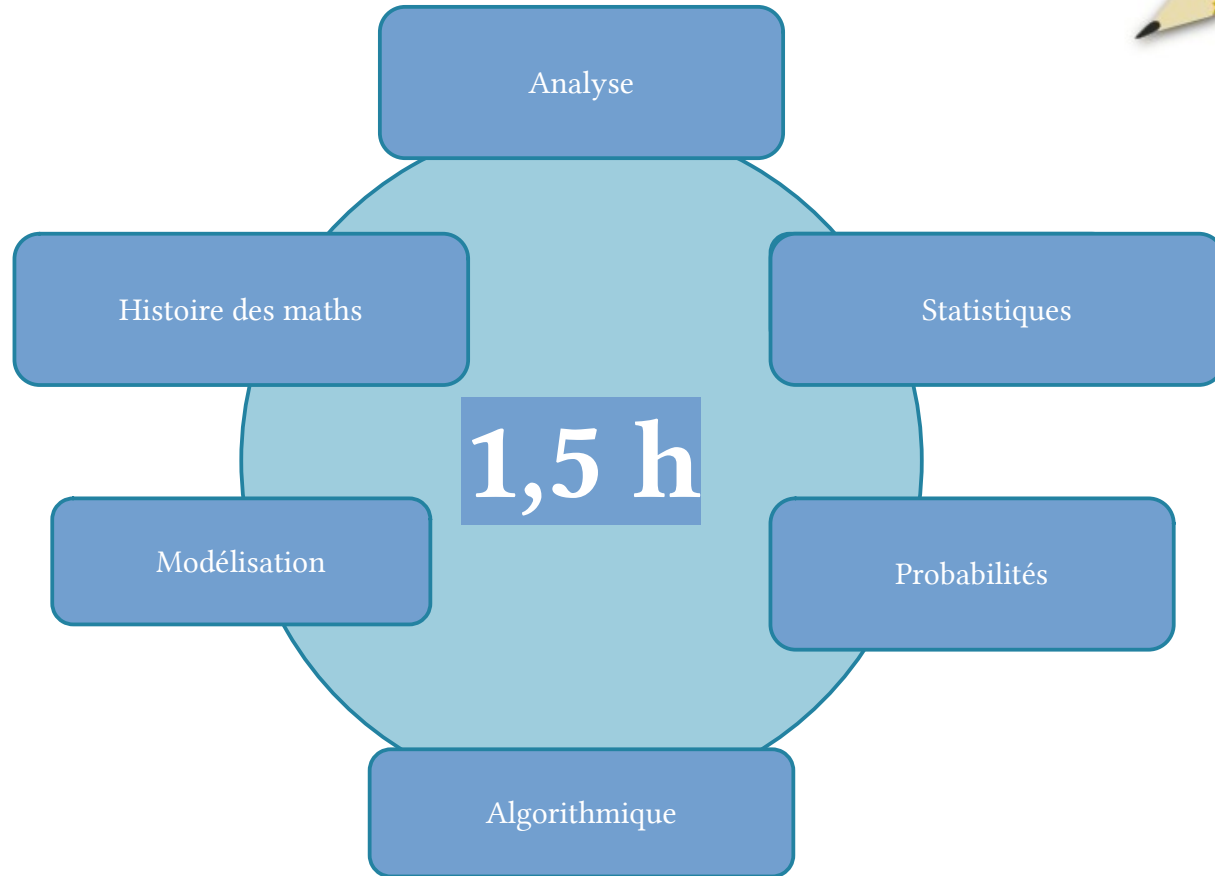 Analyse
Histoire des maths
Statistiques
1,5 h
Modélisation
Probabilités
Algorithmique